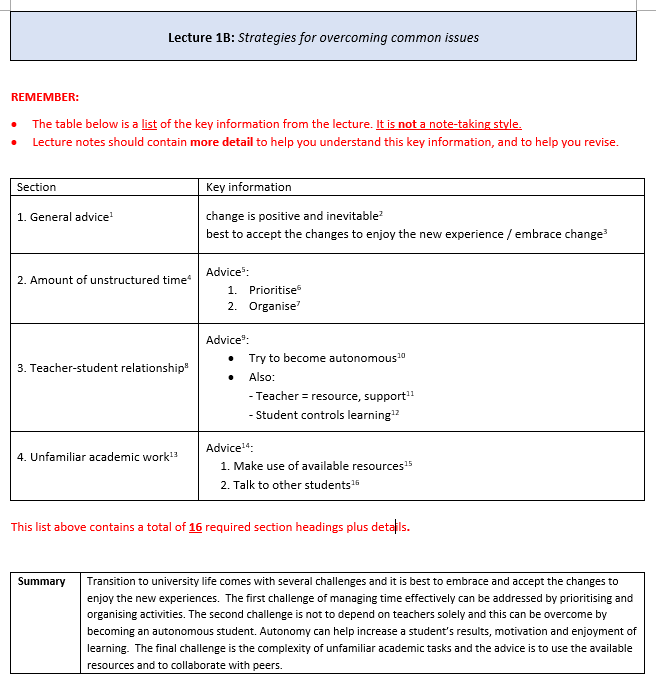 Lecture 1B: Strategies for overcoming common issues
REMEMBER:
• The table below is a list of the key information from the lecture. It is not a note-taking style.
• Lecture notes should contain more detail to help you understand this key information, and to help you revise.
Section Key information
1. General advice¹
change is positive and inevitable²
best to accept the changes to enjoy the new experience / embrace change³
2. Amount of unstructured time⁴
Advice⁵:
1. Prioritise⁶
2. Organise⁷
3. Teacher-student relationship⁸
Advice⁹:
• Try to become autonomous¹⁰
• Also:
- Teacher = resource, support¹¹
- Student controls learning¹²
4. Unfamiliar academic work¹³
Advice¹⁴:
1. Make use of available resources¹⁵
2. Talk to other students¹⁶
This list above contains a total of 16 required section headings plus details.
Summary
Transition to university life comes with several challenges and it is best to embrace and accept the changes to
enjoy the new experiences. The first challenge of managing time effectively can be addressed by prioritising and
organising activities. The second challenge is not to depend on teachers solely and this can be overcome by
becoming an autonomous student. Autonomy can help increase a student's results, motivation and enjoyment of
learning. The final challenge is the complexity of unfamiliar academic tasks and the advice is to use the available
resources and to collaborate with peers.